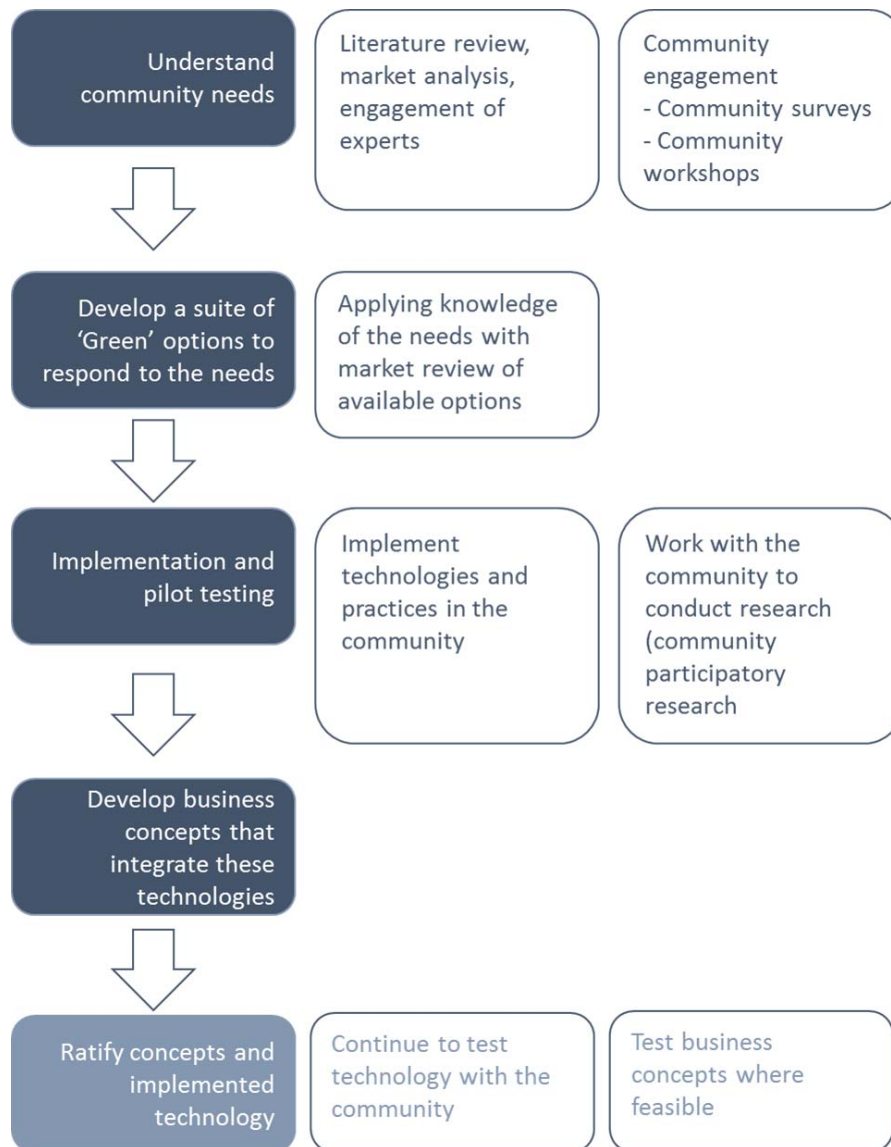 Understand
community needs
Literature review,
market analysis,
engagement of
experts
Community
engagement
- Community surveys
- Community
workshops
Develop a suite of
‘Green’ options to
respond to the needs
Applying knowledge
of the needs with
market review of
available options
Implementation and
pilot testing
Implement
technologies and
practices in the
community
Work with the
community to
conduct research
(community
participatory
research
Develop business
concepts that
integrate these
technologies
Ratify concepts and
implemented
technology
Continue to test
technology with the
community
Test business
concepts where
feasible